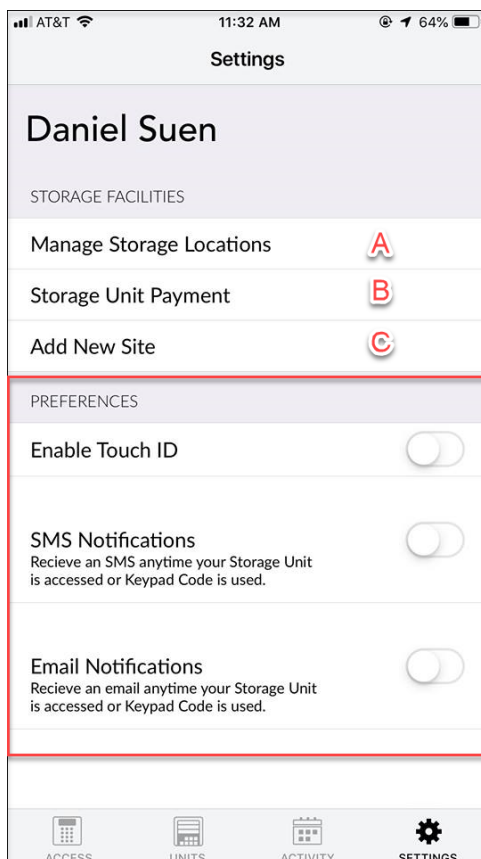 AT&T 11:32 AM 64%
Settings
Daniel Suen
STORAGE FACILITIES
Manage Storage Locations A
Storage Unit Payment B
Add New Site C
PREFERENCES
Enable Touch ID
SMS Notifications
Recieve an SMS anytime your Storage Unit
is accessed or Keypad Code is used.
Email Notifications
Recieve an email anytime your Storage Unit
is accessed or Keypad Code is used.
ACCESS UNITS ACTIVITY SETTINGS